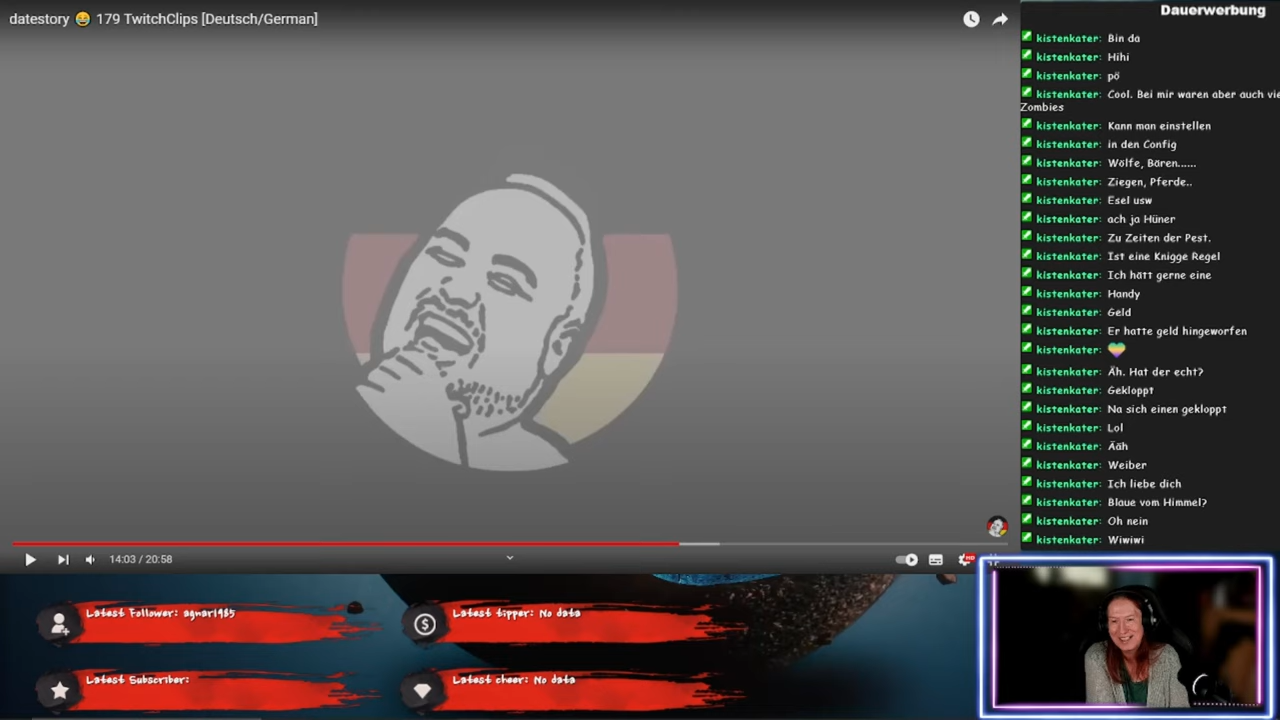 datestory 😂 179 TwitchClips [Deutsch/German]
Dauerwerbung
kistenkater: Bin da
kistenkater: Hihi
kistenkater: pö
kistenkater: Cool. Bei mir waren aber auch vie
Zombies
kistenkater: Kann man einstellen
kistenkater: in den Config
kistenkater: Wölfe, Bären......
kistenkater: Ziegen, Pferde..
kistenkater: Esel usw
kistenkater: ach ja Hüner
kistenkater: Zu Zeiten der Pest.
kistenkater: Ist eine Knigge Regel
kistenkater: Ich hätt gerne eine
kistenkater: Handy
kistenkater: Geld
kistenkater: Er hatte geld hingeworfen
kistenkater:
kistenkater: Äh. Hat der echt?
kistenkater: Gekloppt
kistenkater: Na sich einen gekloppt
kistenkater: Lol
kistenkater: Ääh
kistenkater: Weiber
kistenkater: Ich liebe dich
kistenkater: Blaue vom Himmel?
kistenkater: Oh nein
kistenkater: Wiwiwi
14:03 / 20:58
HD
Latest Follower: agnar1985
Latest tipper: No data
Latest Subscriber:
Latest cheer: No data